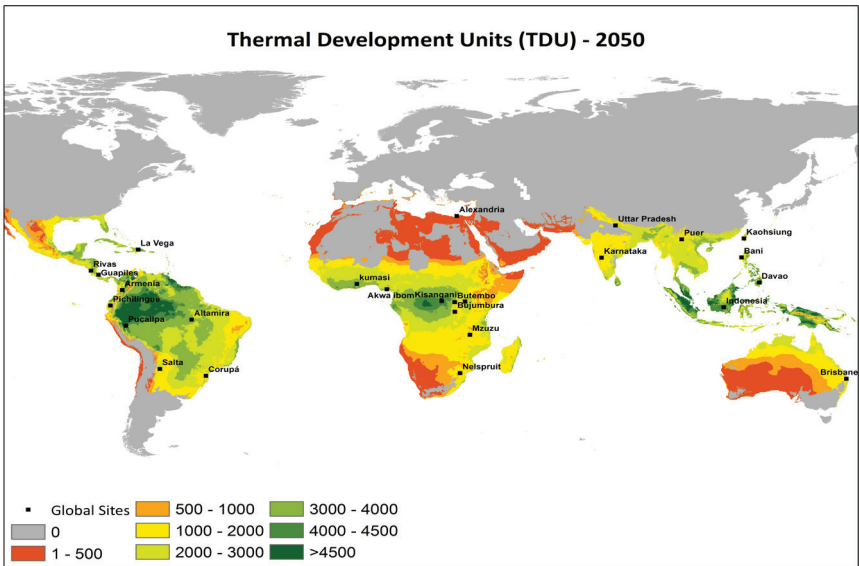 Thermal Development Units (TDU) - 2050
Alexandria
Uttar Pradesh
Puer
Kaohsiung
La Vega
Karnataka
Bani
Rivas
Guapiles
kumasi
Davao
Armenia
Akwa ibom
Kisangani
Butembo
Indonesia
Pichilingue
Bujumbura
Altamira
Pucallpa
Mzuzu
Salta
Corupá
Nelspruit
Brisbane
Global Sites
0
1 - 500
500 - 1000
1000 - 2000
2000 - 3000
3000 - 4000
4000 - 4500
>4500